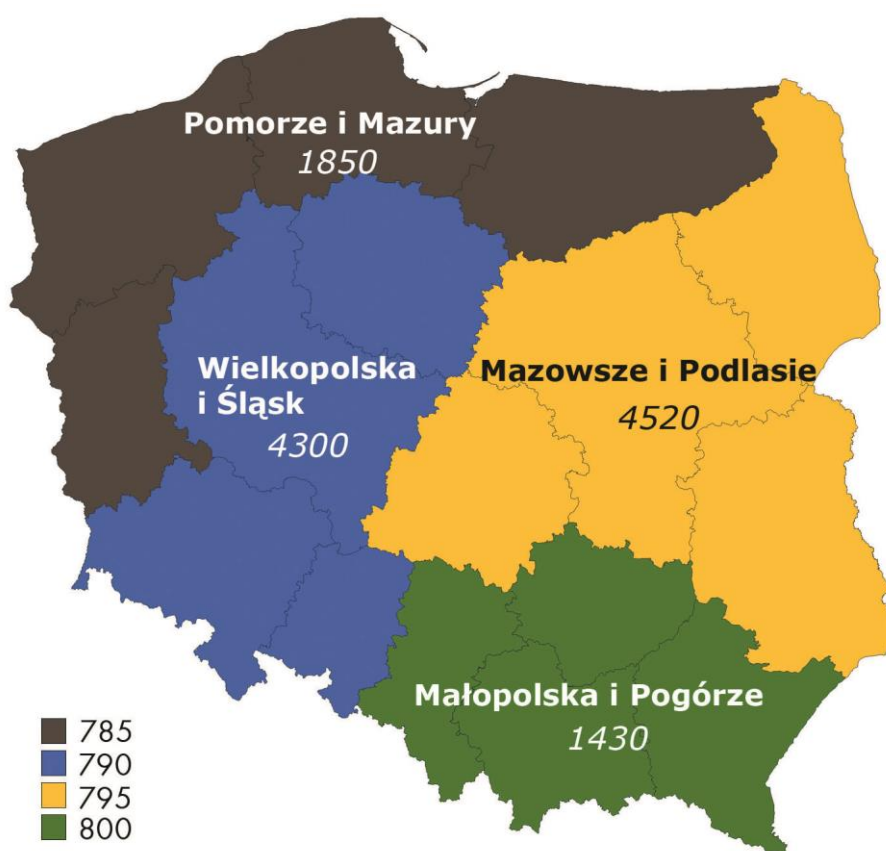 Pomorze i Mazury
1850
Wielkopolska
i Śląsk
4300
Mazowsze i Podlasie
4520
Małopolska i Pogórze
1430
785
790
795
800